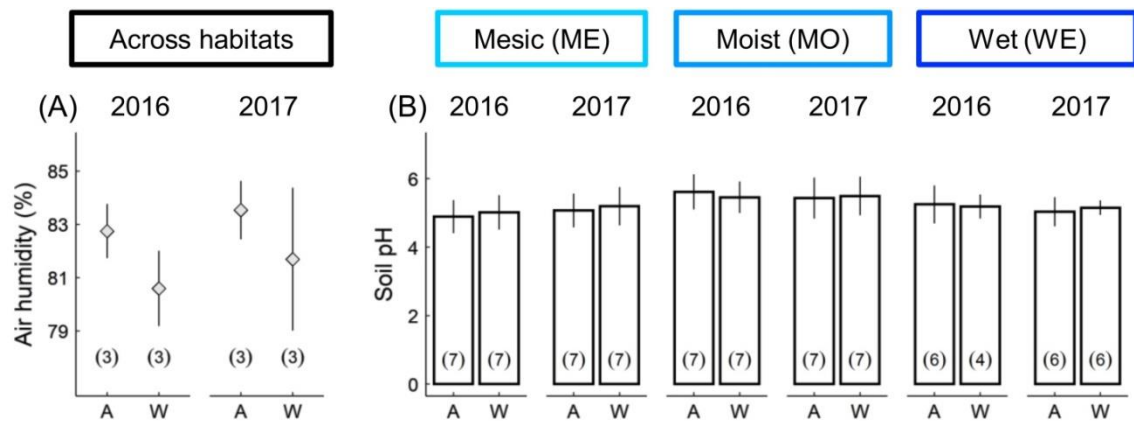 Across habitats
Mesic (ME)
Moist (MO)
Wet (WE)
(A)
2016
2017
Air humidity (%)
85
83
81
79
(3)
(3)
(3)
(3)
A
W
A
W
(B)
2016
2017
2016
2017
2016
2017
Soil pH
6
4
2
0
(7)
(7)
(7)
(7)
(7)
(7)
(7)
(7)
(6)
(4)
(6)
(6)
A
W
A
W
A
W
A
W
A
W
A
W